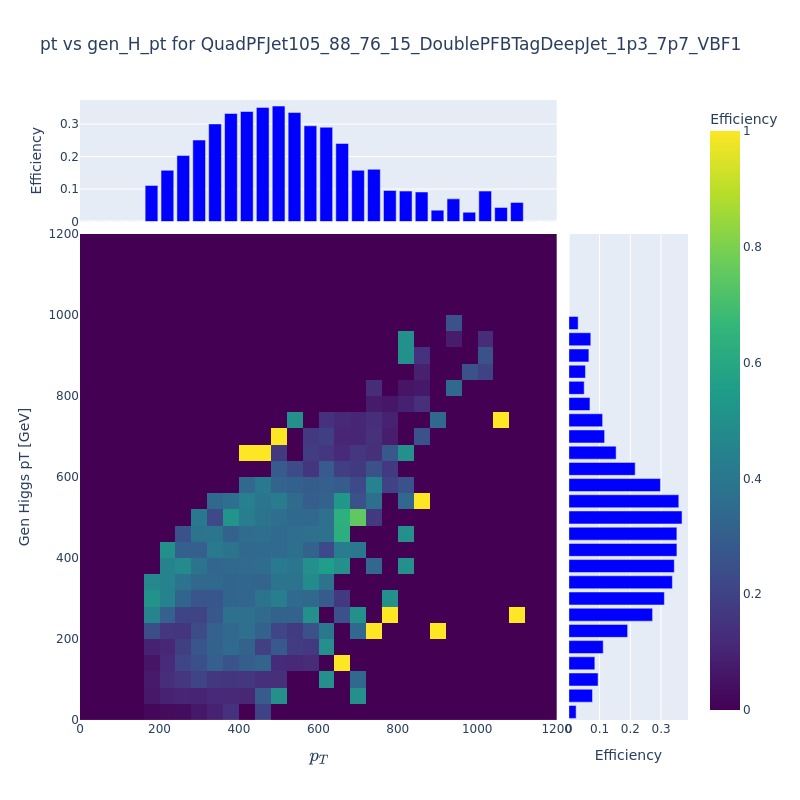 pt vs gen_H_pt for QuadPFJet105_88_76_15_DoublePFBTagDeepJet_1p3_7p7_VBF1
Efficiency
0.3
0.2
0.1
0
Efficiency
1
0.8
0.6
0.4
0.2
0
Gen Higgs pT [GeV]
1200
1000
800
600
400
200
0
0 200 400 600 800 1000 1200
p_T
0 0.1 0.2 0.3
Efficiency